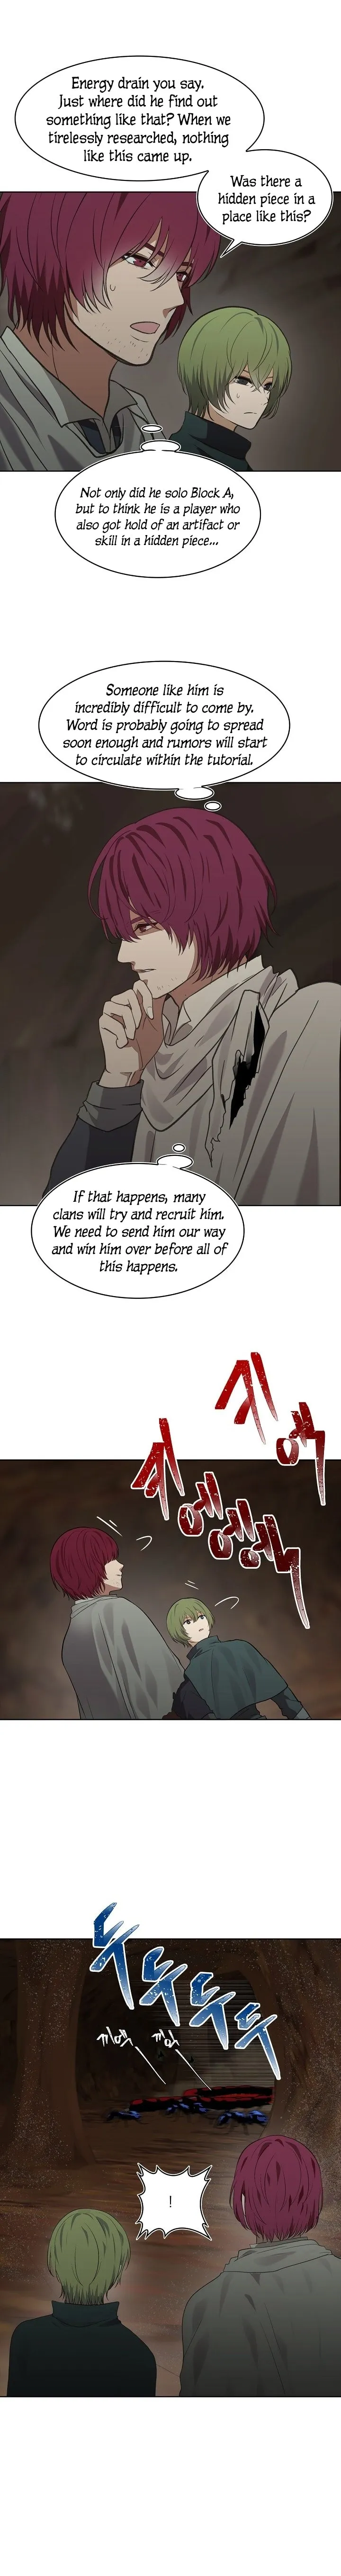 Energy drain you say.
Just where did he find out
something like that? When we
tirelessly researched, nothing
like this came up.
Was there a
hidden piece in a
place like this?
Not only did he solo Block A,
but to think he is a player who
also got hold of an artifact or
skill in a hidden piece...
Someone like him is
incredibly difficult to come by.
Word is probably going to spread
soon enough and rumors will start
to circulate within the tutorial.
If that happens, many
clans will try and recruit him.
We need to send him our way
and win him over before all of
this happens.
두두두두
!